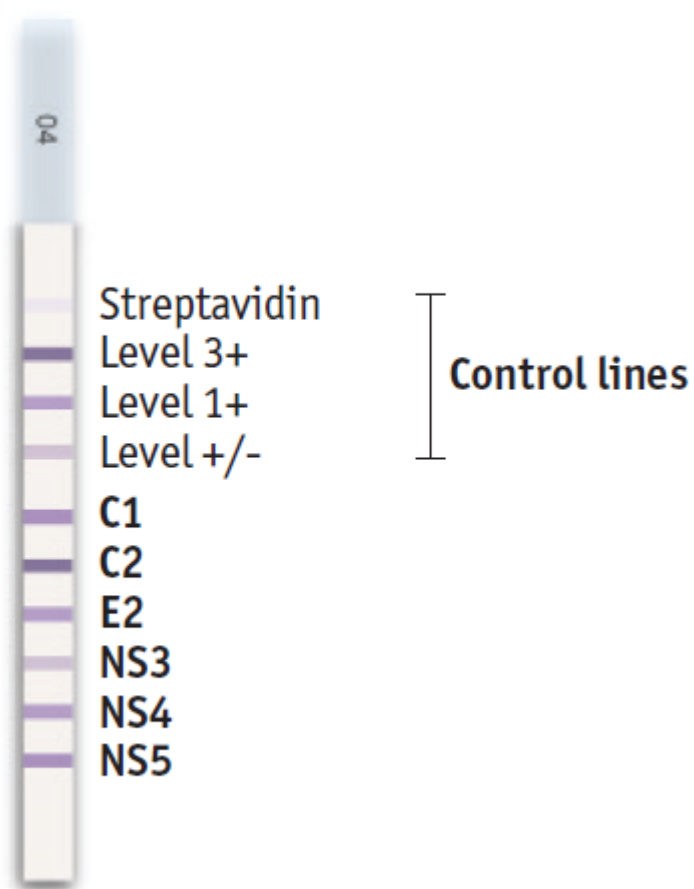 04
Streptavidin
Level 3+
Level 1+
Level +/-
Control lines
C1
C2
E2
NS3
NS4
NS5